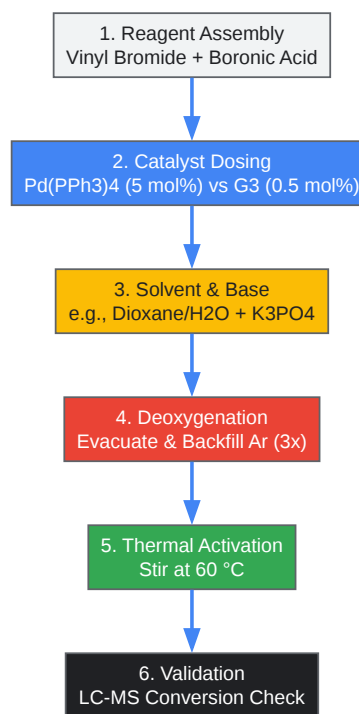 1. Reagent Assembly
Vinyl Bromide + Boronic Acid
2. Catalyst Dosing
Pd(PPh3)4 (5 mol%) vs G3 (0.5 mol%)
3. Solvent & Base
e.g., Dioxane/H2O + K3PO4
4. Deoxygenation
Evacuate & Backfill Ar (3x)
5. Thermal Activation
Stir at 60 °C
6. Validation
LC-MS Conversion Check